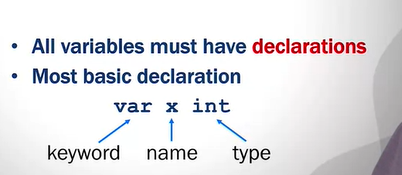 • All variables must have declarations
• Most basic declaration
var x int
keyword name type